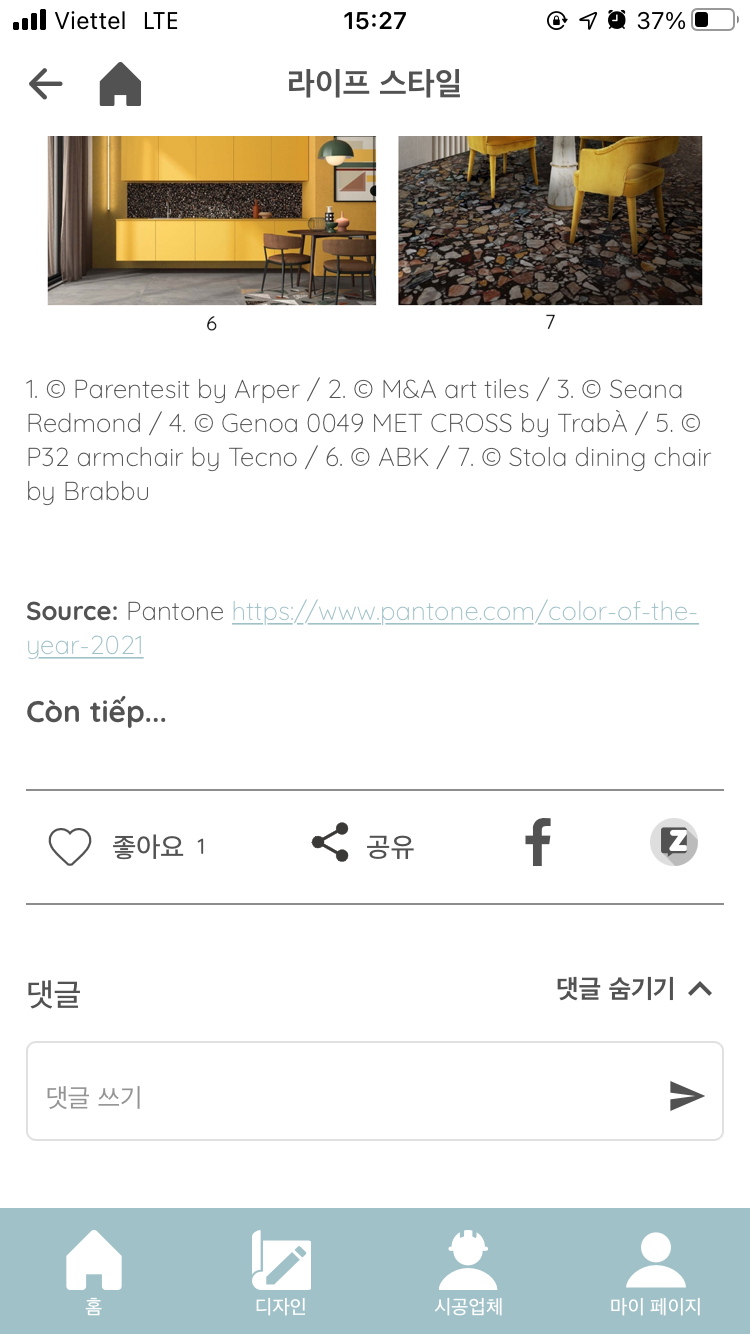 Viettel LTE 15:27 37%
라이프 스타일
6 7
1. © Parentesit by Arper / 2. © M&A art tiles / 3. © Seana
Redmond / 4. © Genoa 0049 MET CROSS by TrabÀ / 5. ©
P32 armchair by Tecno / 6. © ABK / 7. © Stola dining chair
by Brabbu
Source: Pantone https://www.pantone.com/color-of-the-
year-2021
Còn tiếp...
좋아요 1 공유 f Z
댓글 댓글 숨기기
댓글 쓰기
홈 디자인 시공업체 마이 페이지